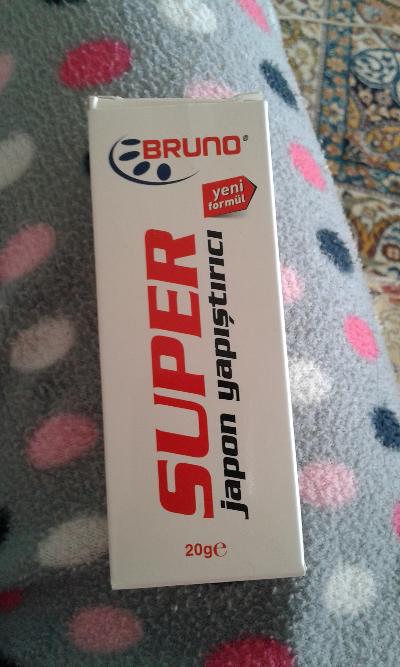 BRUNO®
yeni
formül
SUPER
japon yapıştırıcı
20g℮